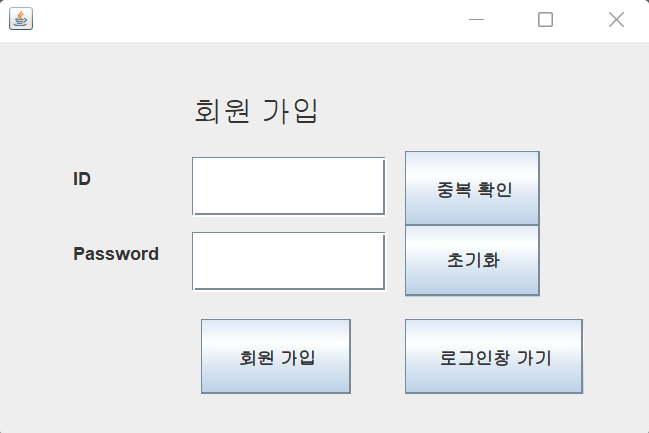 회원 가입
ID
중복 확인
Password
초기화
회원 가입
로그인창 가기